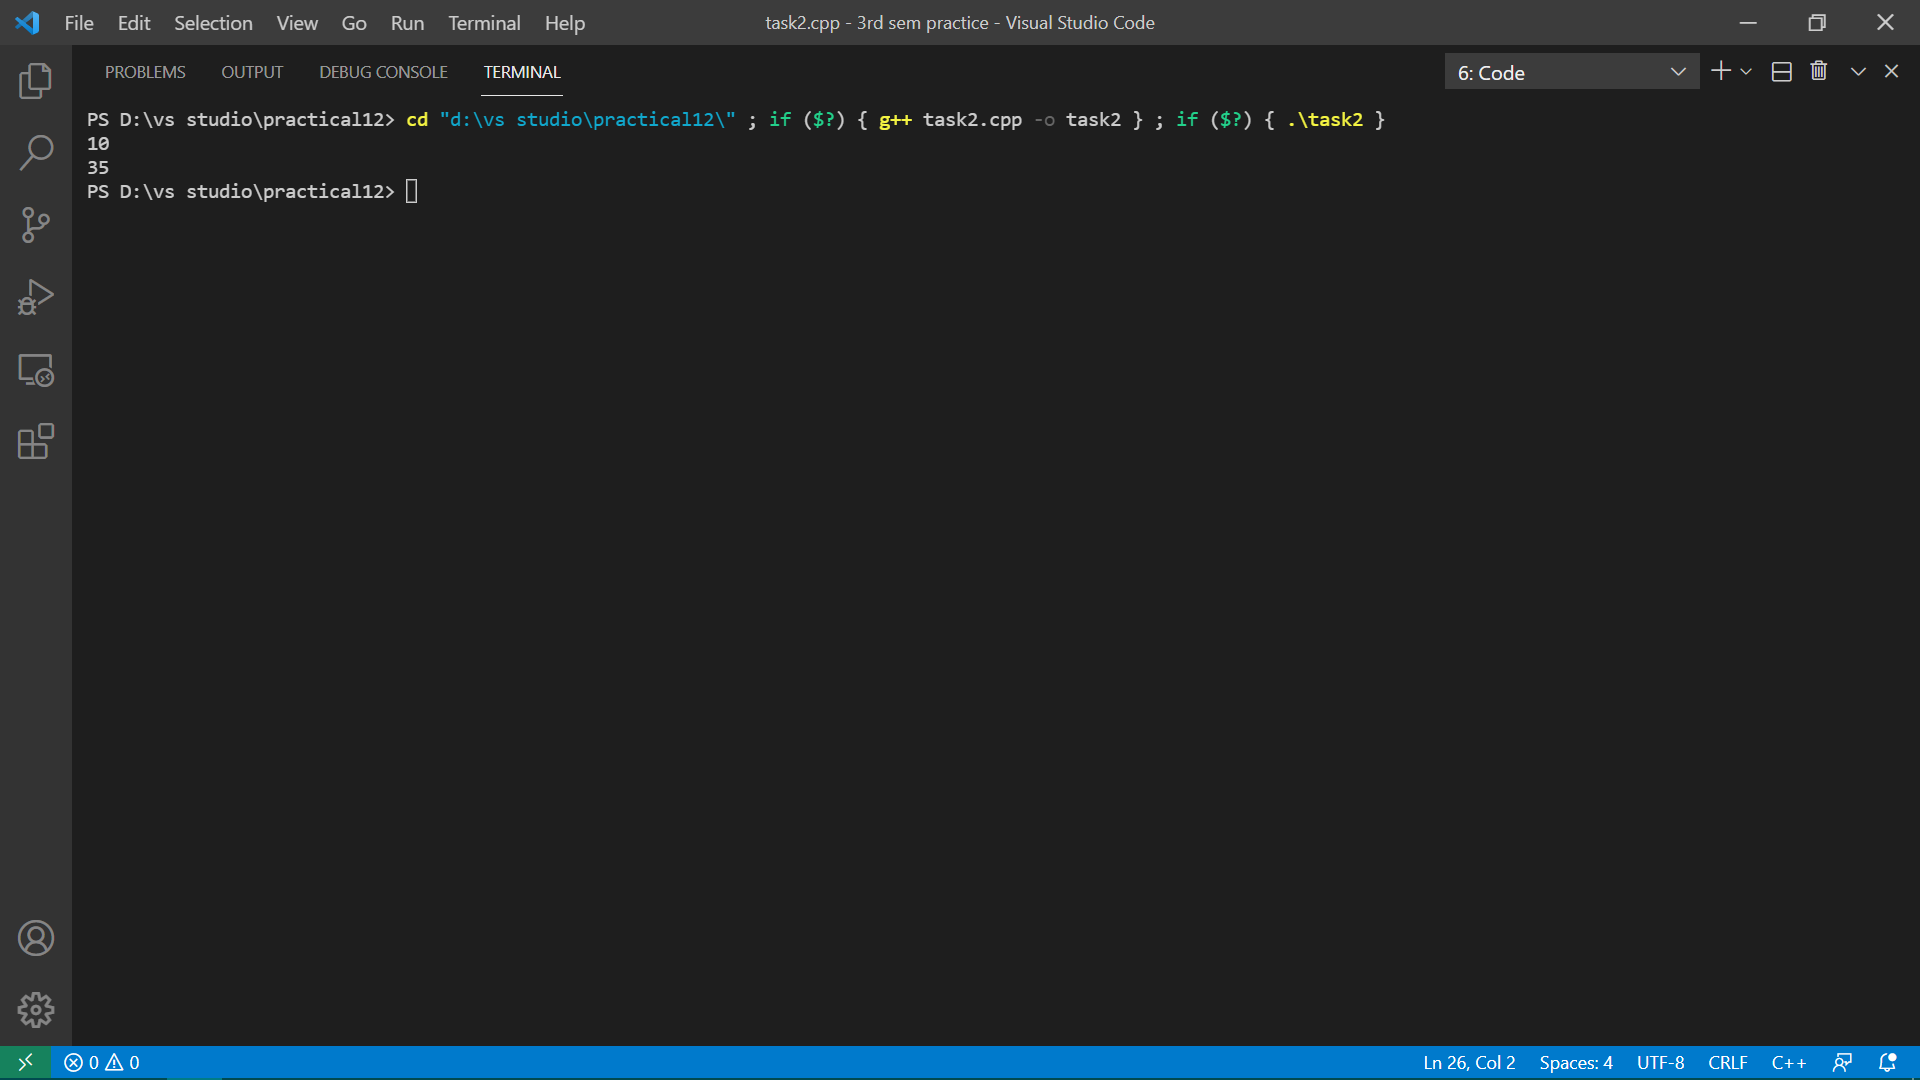 File Edit Selection View Go Run Terminal Help
task2.cpp - 3rd sem practice - Visual Studio Code
PROBLEMS OUTPUT DEBUG CONSOLE TERMINAL
6: Code
PS D:\vs studio\practical12> cd "d:\vs studio\practical12\" ; if ($?) { g++ task2.cpp -o task2 } ; if ($?) { .\task2 }
10
35
PS D:\vs studio\practical12>
0 0
Ln 26, Col 2 Spaces: 4 UTF-8 CRLF C++